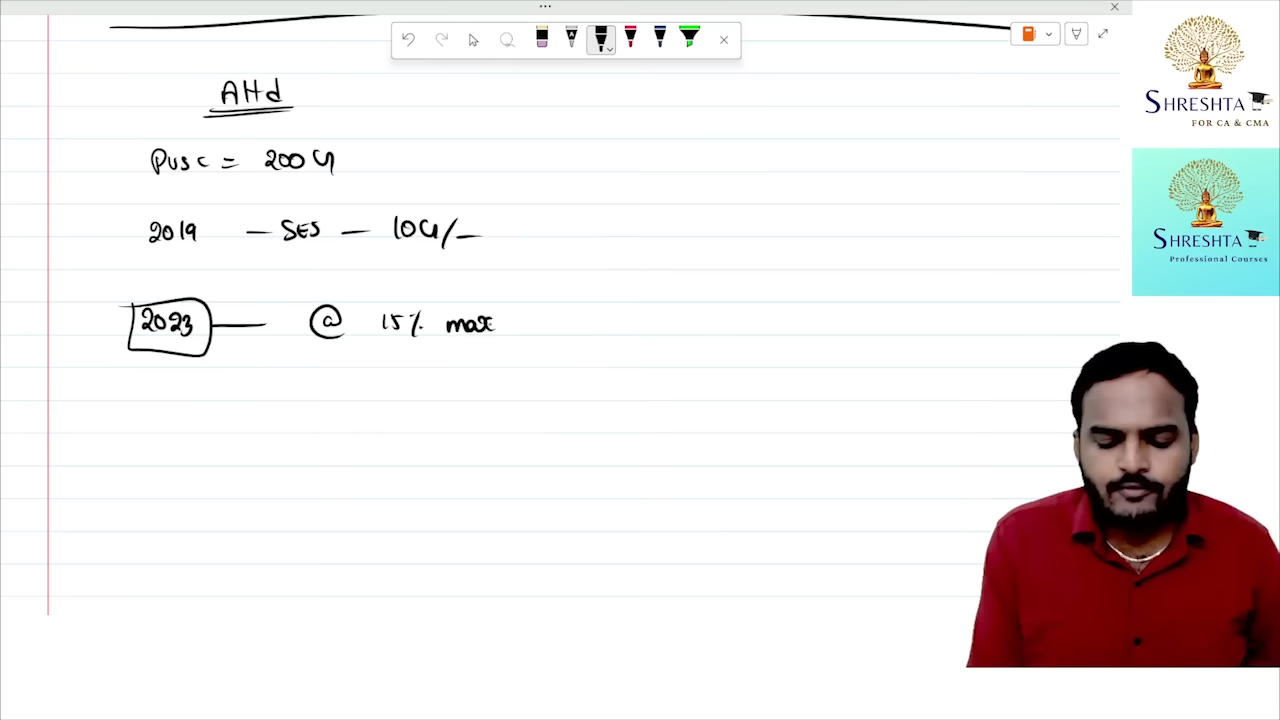 AHd
PUSC = 200 Cr
2019 - SES - 10Cr/-
2023 - @ 15% max
SHRESHTA
FOR CA & CMA
SHRESHTA
Professional Courses